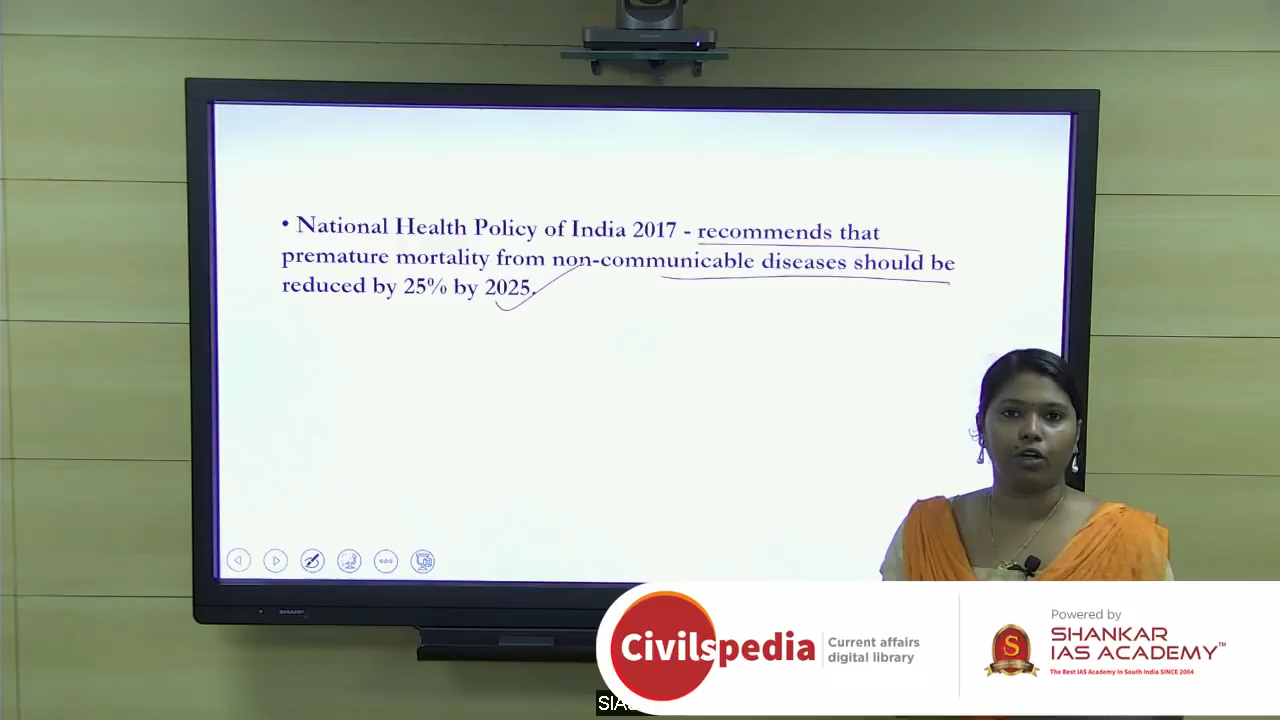 • National Health Policy of India 2017 - recommends that
premature mortality from non-communicable diseases should be
reduced by 25% by 2025.
SHARP
Civilspedia
Current affairs
digital library
Powered by
S
SHANKAR
IAS ACADEMY™
The Best IAS Academy In South India SINCE 2004